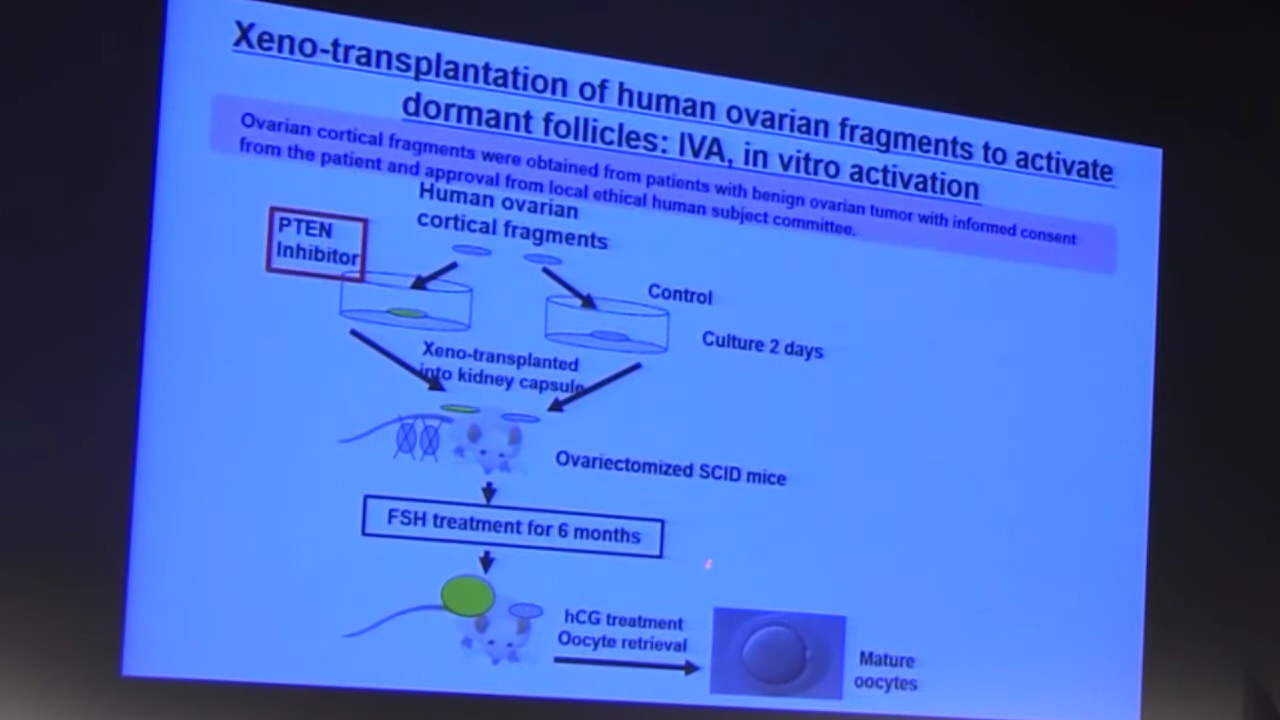 Xeno-transplantation of human ovarian fragments to activate
dormant follicles: IVA, in vitro activation
Ovarian cortical fragments were obtained from patients with benign ovarian tumor with informed consent
from the patient and approval from local ethical human subject committee.
Human ovarian
cortical fragments
PTEN
Inhibitor
Control
Culture 2 days
Xeno-transplanted
into kidney capsule
Ovariectomized SCID mice
FSH treatment for 6 months
hCG treatment
Oocyte retrieval
Mature
oocytes